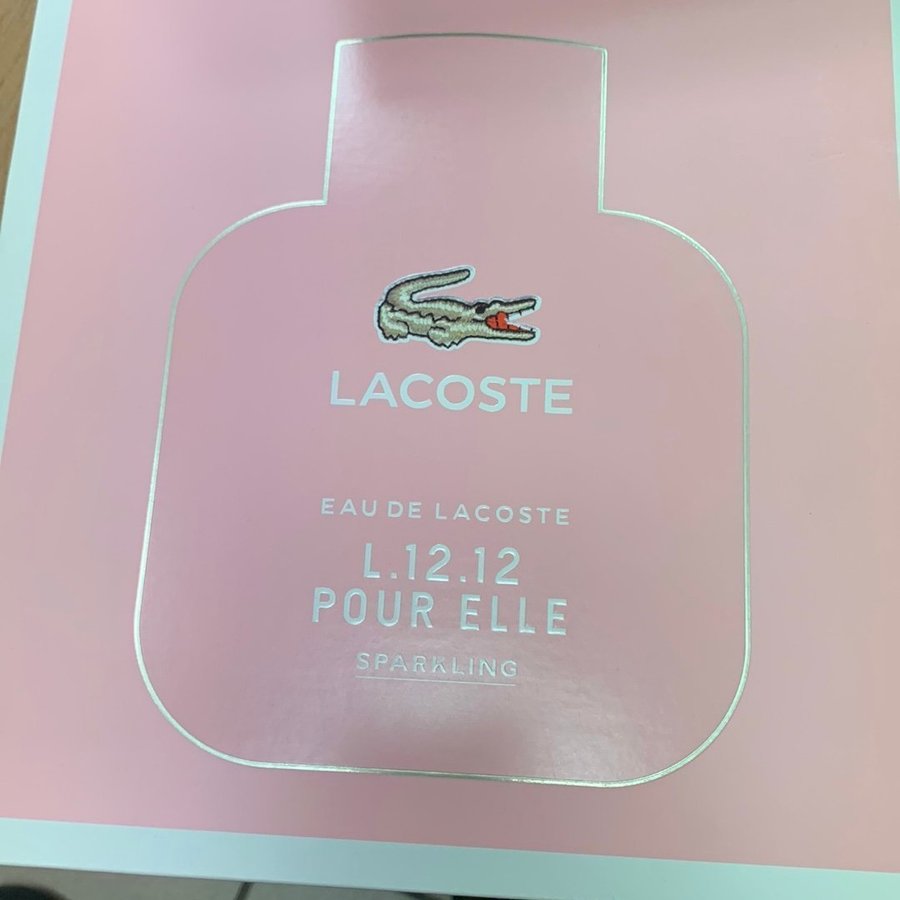 LACOSTE
EAU DE LACOSTE
L.12.12
POUR ELLE
SPARKLING